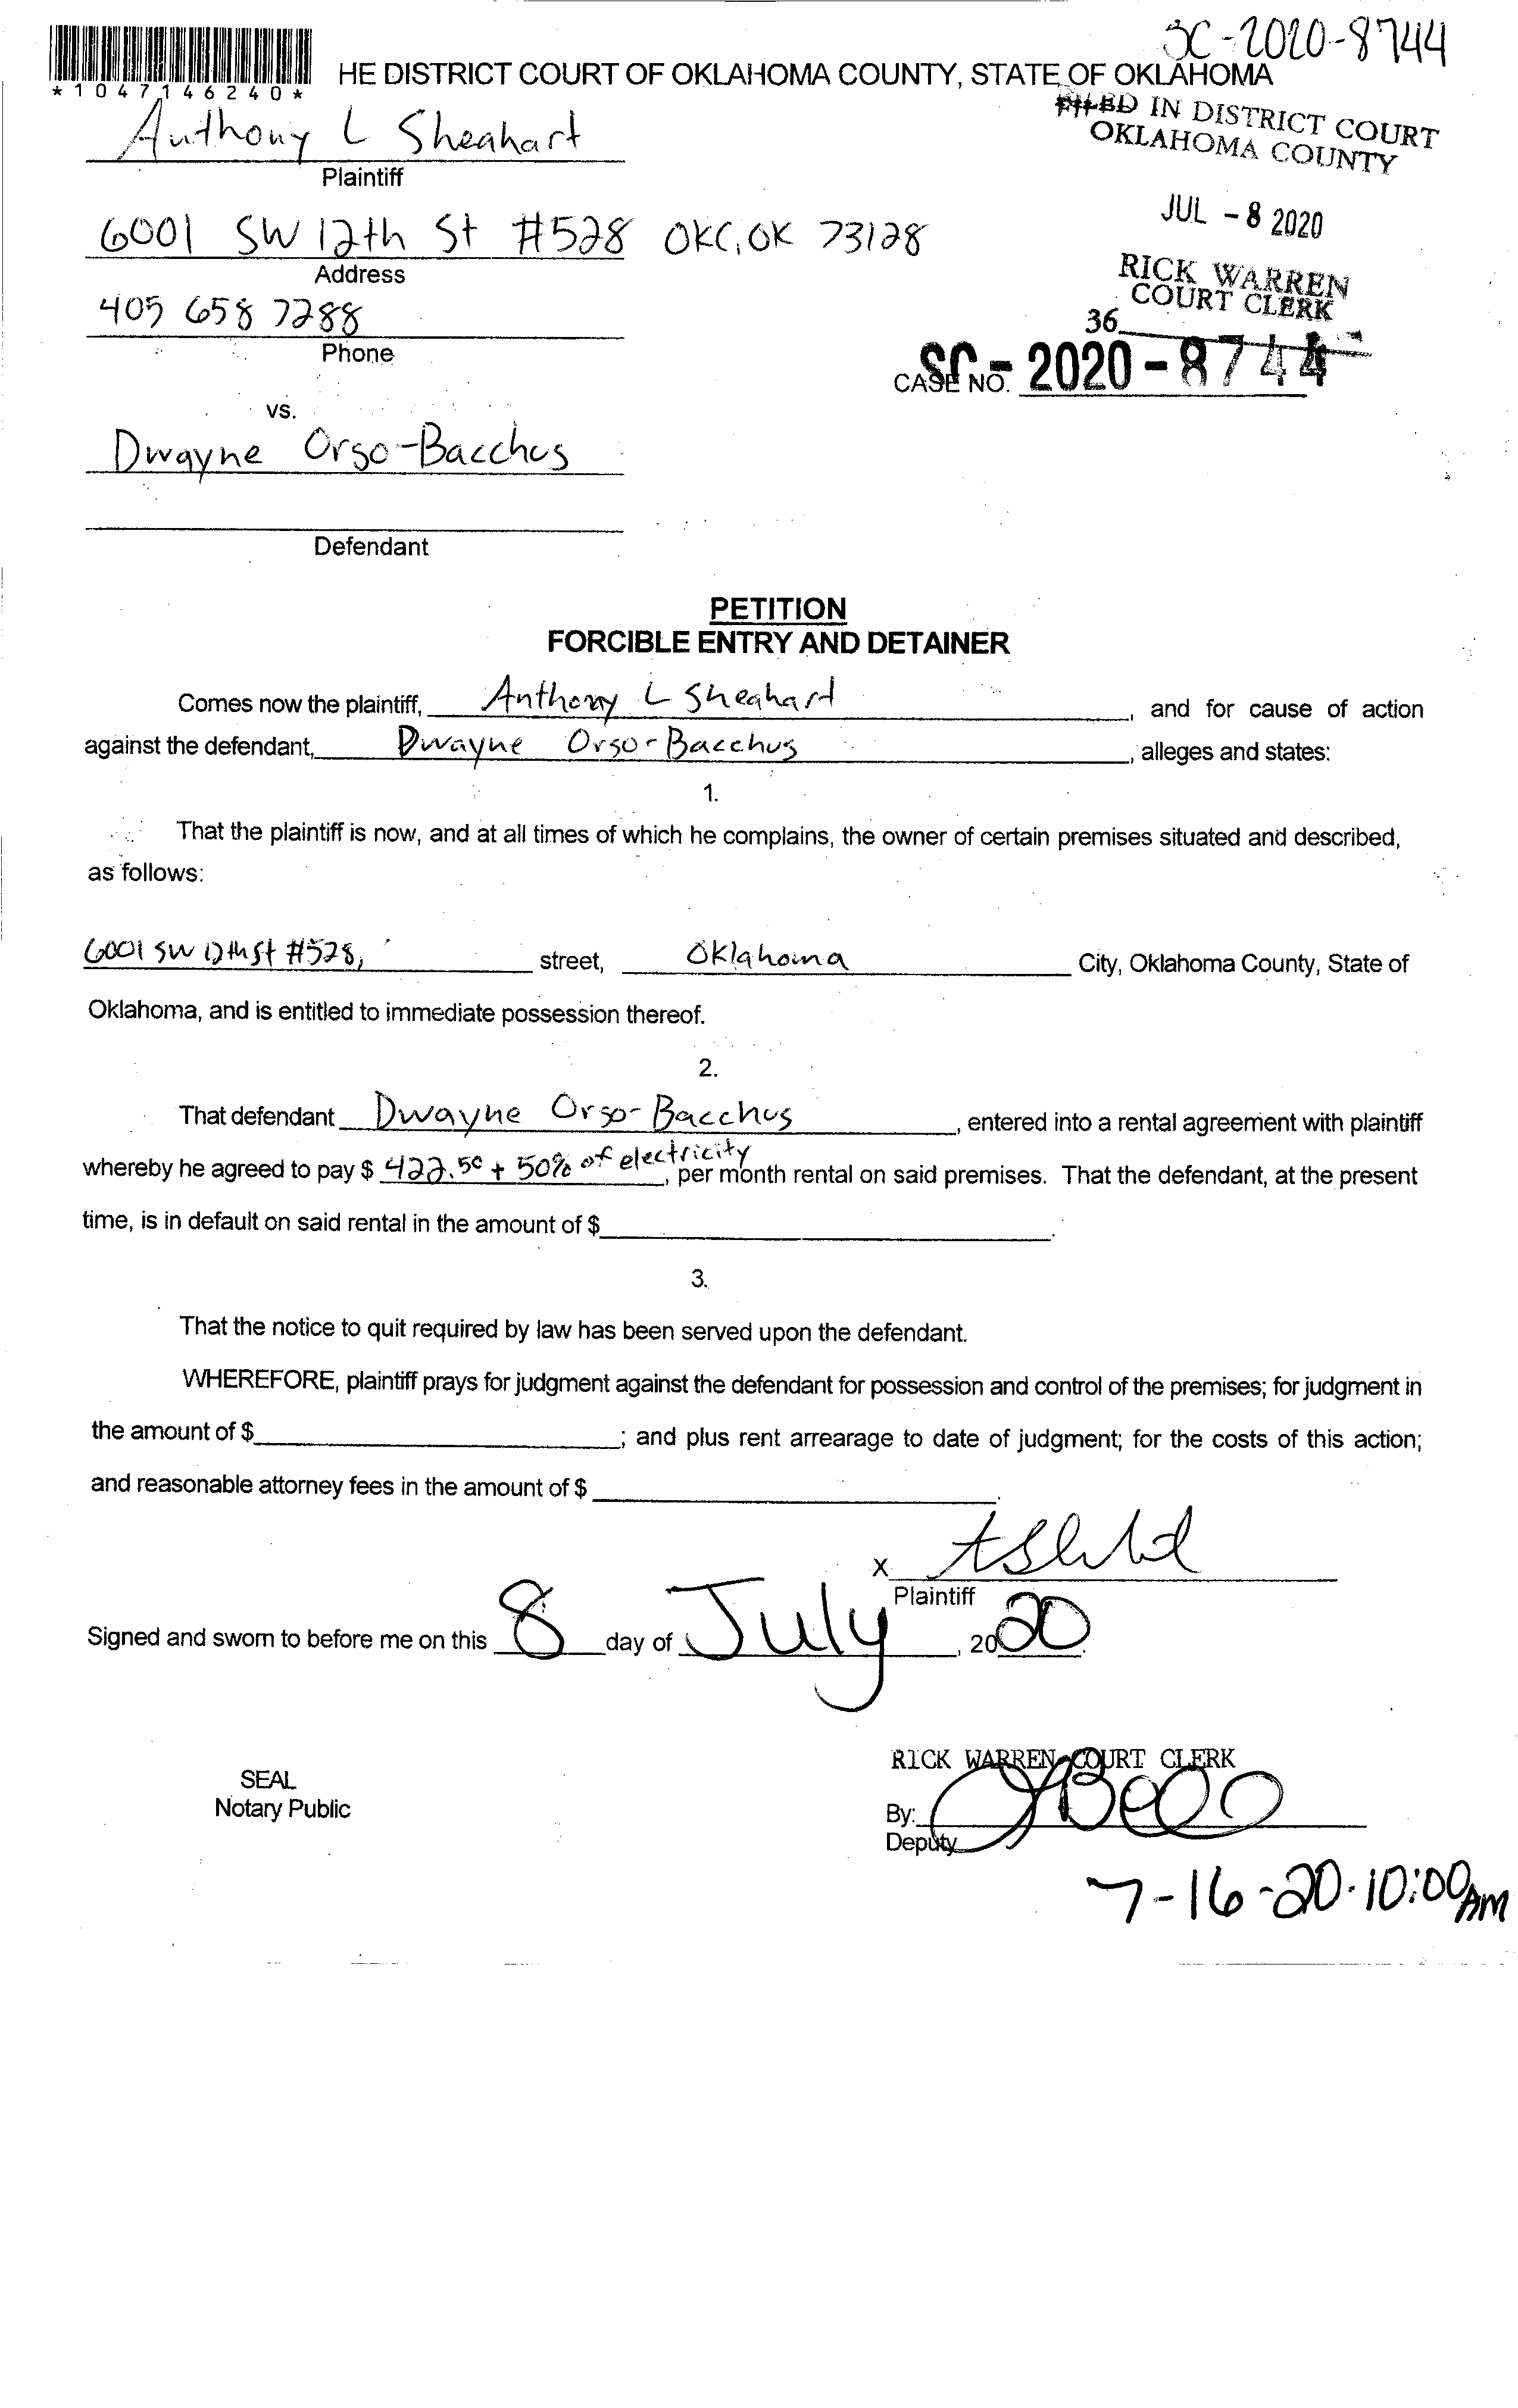 SC-2020-8744
HE DISTRICT COURT OF OKLAHOMA COUNTY, STATE OF OKLAHOMA
*1047146240*
FILED IN DISTRICT COURT
OKLAHOMA COUNTY
Anthony L Sheahart
Plaintiff
JUL - 8 2020
6001 SW 12th St #528 OKC, OK 73128
Address
RICK WARREN
COURT CLERK
405 658 7288
36
Phone
CASE NO. SC - 2020 - 8744
vs.
Dwayne Orso-Bacchus
Defendant
PETITION
FORCIBLE ENTRY AND DETAINER
Comes now the plaintiff, Anthony L Sheahart, and for cause of action
against the defendant, Dwayne Orso-Bacchus, alleges and states:
1.
That the plaintiff is now, and at all times of which he complains, the owner of certain premises situated and described,
as follows:
6001 SW 12th St #528, street, Oklahoma City, Oklahoma County, State of
Oklahoma, and is entitled to immediate possession thereof.
2.
That defendant Dwayne Orso-Bacchus, entered into a rental agreement with plaintiff
whereby he agreed to pay $ 422.50 + 50% of electricity, per month rental on said premises. That the defendant, at the present
time, is in default on said rental in the amount of $ .
3.
That the notice to quit required by law has been served upon the defendant.
WHEREFORE, plaintiff prays for judgment against the defendant for possession and control of the premises; for judgment in
the amount of $ ; and plus rent arrearage to date of judgment; for the costs of this action;
and reasonable attorney fees in the amount of $ .
X
Plaintiff
Signed and sworn to before me on this 8 day of July, 2020.
RICK WARREN COURT CLERK
SEAL
Notary Public
By:
Deputy
7-16-20 . 10:00 AM